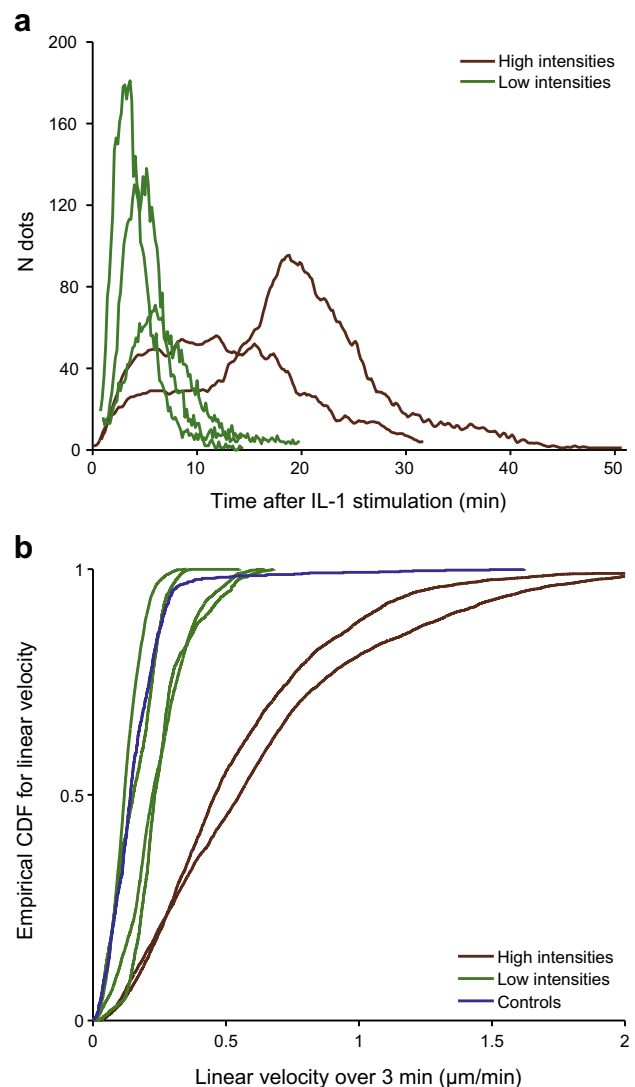 a
200
160
120
80
40
0
N dots
High intensities
Low intensities
0
10
20
30
40
50
Time after IL-1 stimulation (min)
b
1
0.5
0
Empirical CDF for linear velocity
High intensities
Low intensities
Controls
0
0.5
1
1.5
2
Linear velocity over 3 min (μm/min)